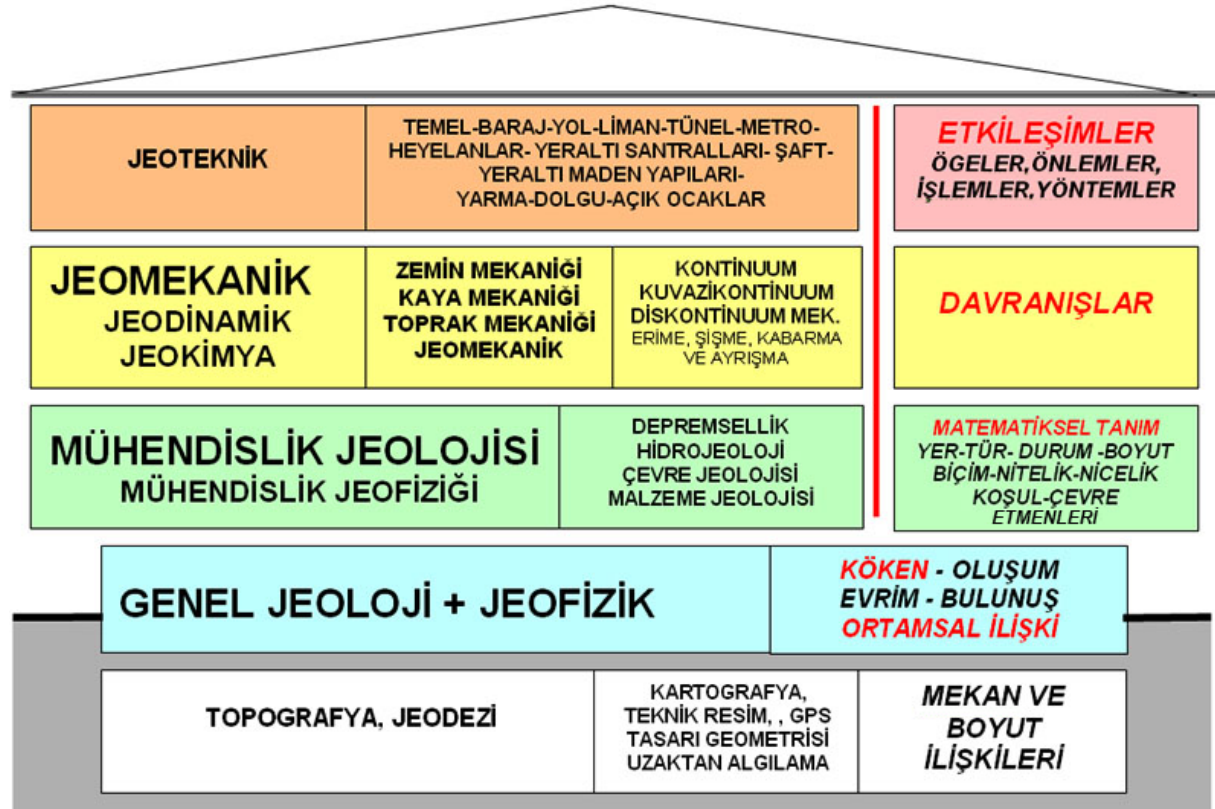 JEOTEKNİK
TEMEL-BARAJ-YOL-LİMAN-TÜNEL-METRO-
HEYELANLAR- YERALTI SANTRALLARI- ŞAFT-
YERALTI MADEN YAPILARI-
YARMA-DOLGU-AÇIK OCAKLAR
ETKİLEŞİMLER
ÖGELER,ÖNLEMLER,
İŞLEMLER,YÖNTEMLER
JEOMEKANİK
JEODİNAMİK
JEOKİMYA
ZEMİN MEKANİĞİ
KAYA MEKANİĞİ
TOPRAK MEKANİĞİ
JEOMEKANİK
KONTİNUUM
KUVAZİKONTİNUUM
DİSKONTİNUUM MEK.
ERİME, ŞİŞME, KABARMA
VE AYRIŞMA
DAVRANIŞLAR
MÜHENDİSLİK JEOLOJİSİ
MÜHENDİSLİK JEOFİZİĞİ
DEPREMSELLİK
HİDROJEOLOJİ
ÇEVRE JEOLOJİSİ
MALZEME JEOLOJİSİ
MATEMATİKSEL TANIM
YER-TÜR- DURUM -BOYUT
BİÇİM-NİTELİK-NİCELİK
KOŞUL-ÇEVRE
ETMENLERİ
GENEL JEOLOJİ + JEOFİZİK
KÖKEN - OLUŞUM
EVRİM - BULUNUŞ
ORTAMSAL İLİŞKİ
TOPOGRAFYA, JEODEZİ
KARTOGRAFYA,
TEKNİK RESİM, , GPS
TASARI GEOMETRİSİ
UZAKTAN ALGILAMA
MEKAN VE
BOYUT
İLİŞKİLERİ